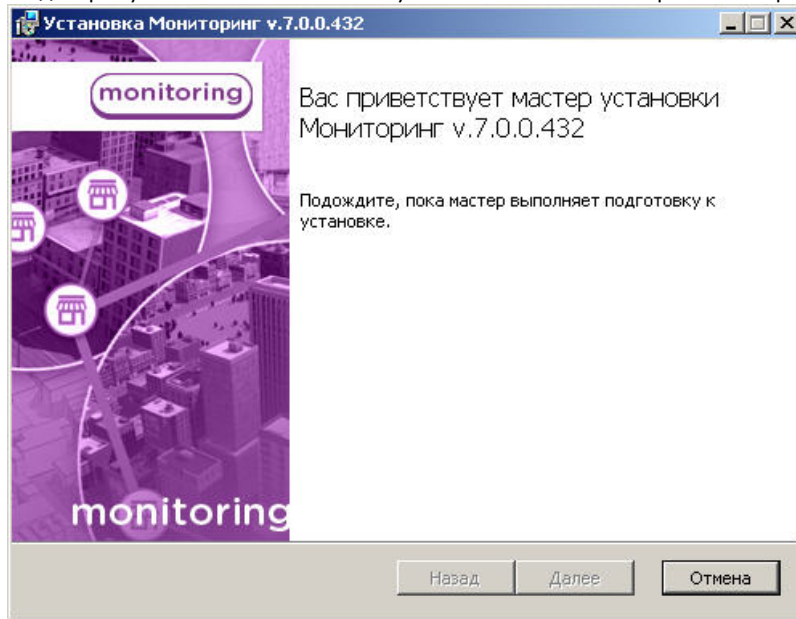 Установка Мониторинг v.7.0.0.432
monitoring
Вас приветствует мастер установки
Мониторинг v.7.0.0.432
Подождите, пока мастер выполняет подготовку к
установке.
monitoring
Назад
Далее
Отмена